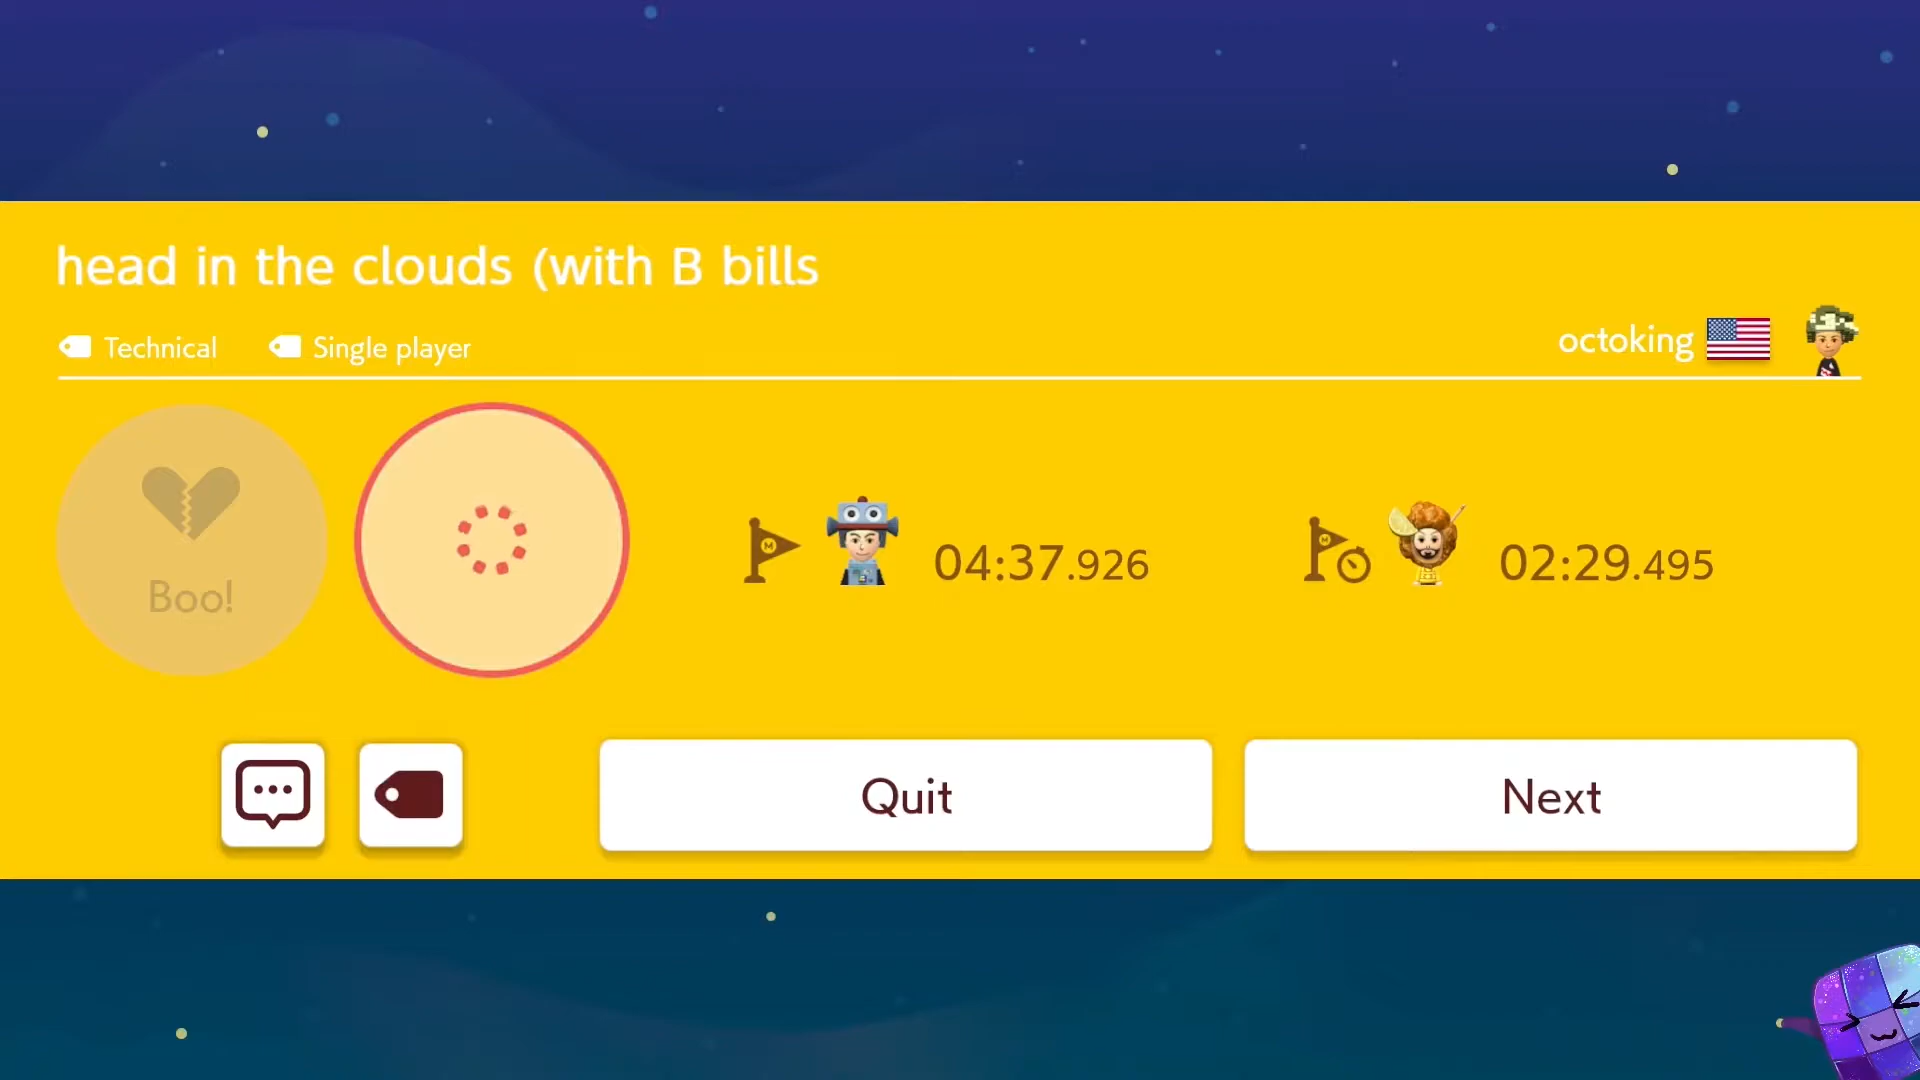 head in the clouds (with B bills
Technical Single player
octoking
Boo!
M 04:37.926
M 02:29.495
Quit
Next